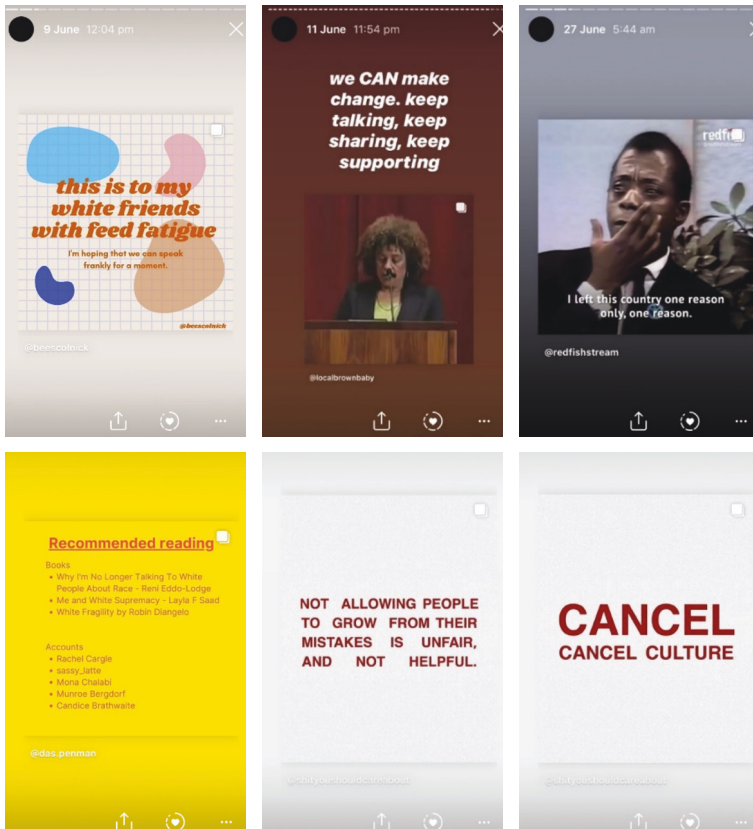 9 June 12:04 pm
this is to my
white friends
with feed fatigue
I'm hoping that we can speak
frankly for a moment.
@beescolnick
@beescolnick
11 June 11:54 pm
we CAN make
change. keep
talking, keep
sharing, keep
supporting
@localbrownbaby
27 June 5:44 am
redfish
I left this country one reason
only, one reason.
@redfishstream
Recommended reading
Books
• Why I'm No Longer Talking To White
People About Race - Reni Eddo-Lodge
• Me and White Supremacy - Layla F Saad
• White Fragility by Robin Diangelo
Accounts
• Rachel Cargle
• sassy_latte
• Mona Chalabi
• Munroe Bergdorf
• Candice Brathwaite
@das.penman
NOT ALLOWING PEOPLE
TO GROW FROM THEIR
MISTAKES IS UNFAIR,
AND NOT HELPFUL.
@shityoushouldcareabout
CANCEL
CANCEL CULTURE
@shityoushouldcareabout